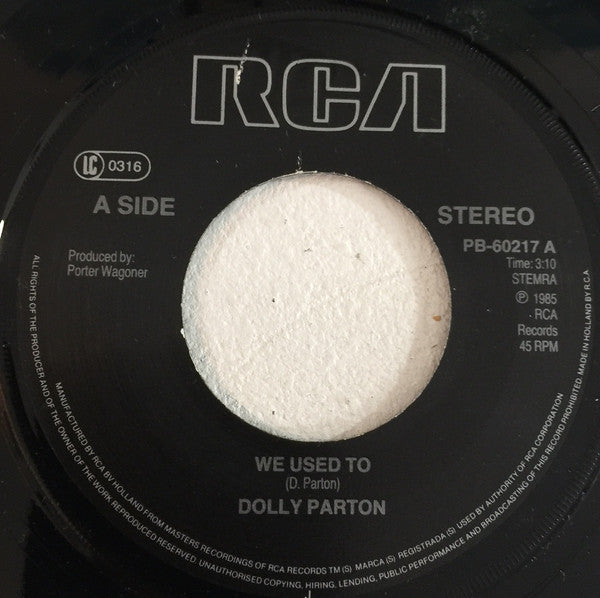 RCA
LC 0316
A SIDE
STEREO
Produced by:
Porter Wagoner
PB-60217 A
Time: 3:10
STEMRA
℗ 1985
RCA
Records
45 RPM
WE USED TO
(D. Parton)
DOLLY PARTON
MANUFACTURED BY RCA BV HOLLAND FROM MASTERS RECORDINGS OF RCA RECORDS TM (S) MARCA (S) REGISTRADA (S) USED BY AUTHORITY OF RCA CORPORATION
ALL RIGHTS OF THE PRODUCER AND OF THE OWNER OF THE WORK REPRODUCED RESERVED. UNAUTHORISED COPYING, HIRING, LENDING, PUBLIC PERFORMANCE AND BROADCASTING OF THIS RECORD PROHIBITED. MADE IN HOLLAND BY R.C.A.